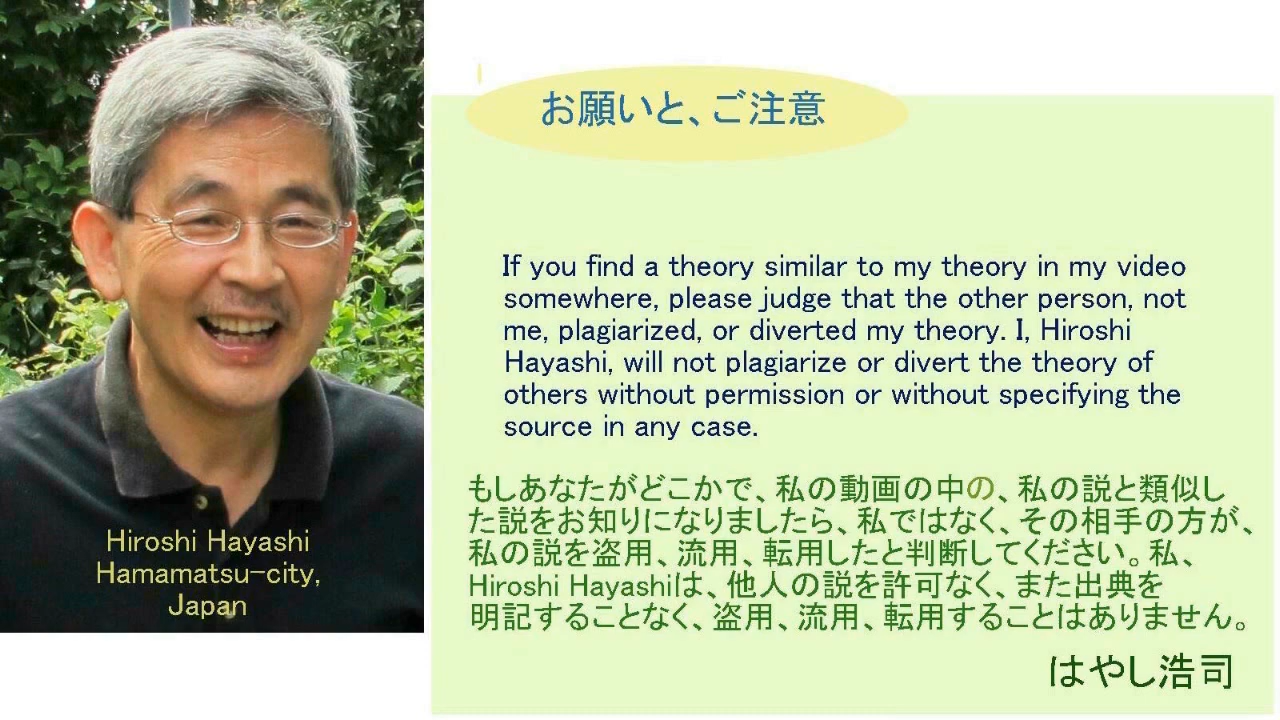 お願いと、ご注意
If you find a theory similar to my theory in my video
somewhere, please judge that the other person, not
me, plagiarized, or diverted my theory. I, Hiroshi
Hayashi, will not plagiarize or divert the theory of
others without permission or without specifying the
source in any case.
もしあなたがどこかで、私の動画の中の、私の説と類似し
た説をお知りになりましたら、私ではなく、その相手の方が、
私の説を盗用、流用、転用したと判断してください。私、
Hiroshi Hayashiは、他人の説を許可なく、また出典を
明記することなく、盗用、流用、転用することはありません。
はやし浩司
Hiroshi Hayashi
Hamamatsu-city,
Japan